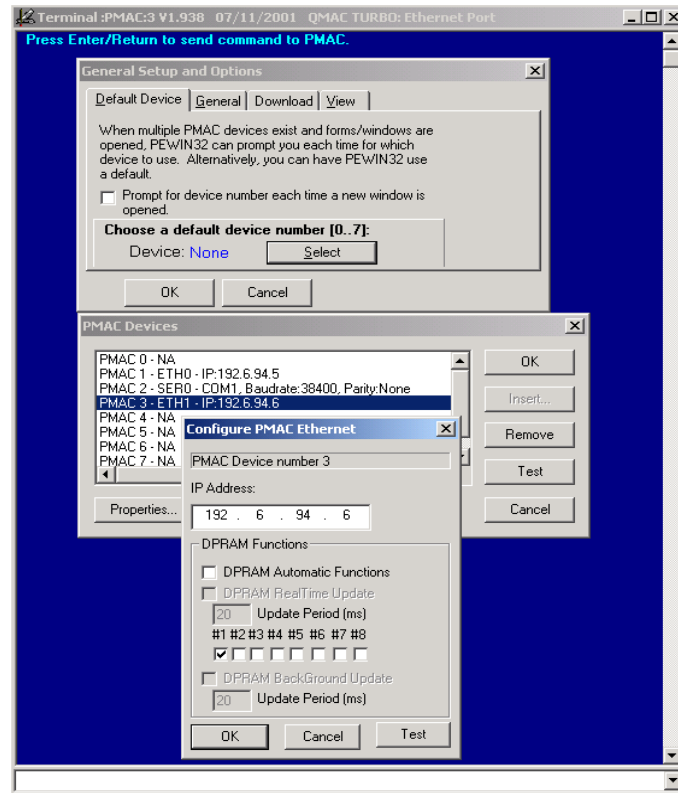 Terminal :PMAC:3 V1.938 07/11/2001 QMAC TURBO: Ethernet Port
Press Enter/Return to send command to PMAC.
General Setup and Options
Default Device General Download View
When multiple PMAC devices exist and forms/windows are
opened, PEWIN32 can prompt you each time for which
device to use. Alternatively, you can have PEWIN32 use
a default.
Prompt for device number each time a new window is
opened.
Choose a default device number [0..7]:
Device: None Select
OK Cancel
PMAC Devices
PMAC 0 - NA
PMAC 1 - ETH0 - IP:192.6.94.5
PMAC 2 - SER0 - COM1, Baudrate:38400, Parity:None
PMAC 3 - ETH1 - IP:192.6.94.6
PMAC 4 - NA
PMAC 5 - NA
PMAC 6 - NA
PMAC 7 - NA
OK
Insert...
Remove
Test
Properties...
Cancel
Configure PMAC Ethernet
PMAC Device number 3
IP Address:
192 . 6 . 94 . 6
DPRAM Functions
DPRAM Automatic Functions
DPRAM RealTime Update
20 Update Period (ms)
#1 #2 #3 #4 #5 #6 #7 #8
DPRAM BackGround Update
20 Update Period (ms)
OK Cancel Test